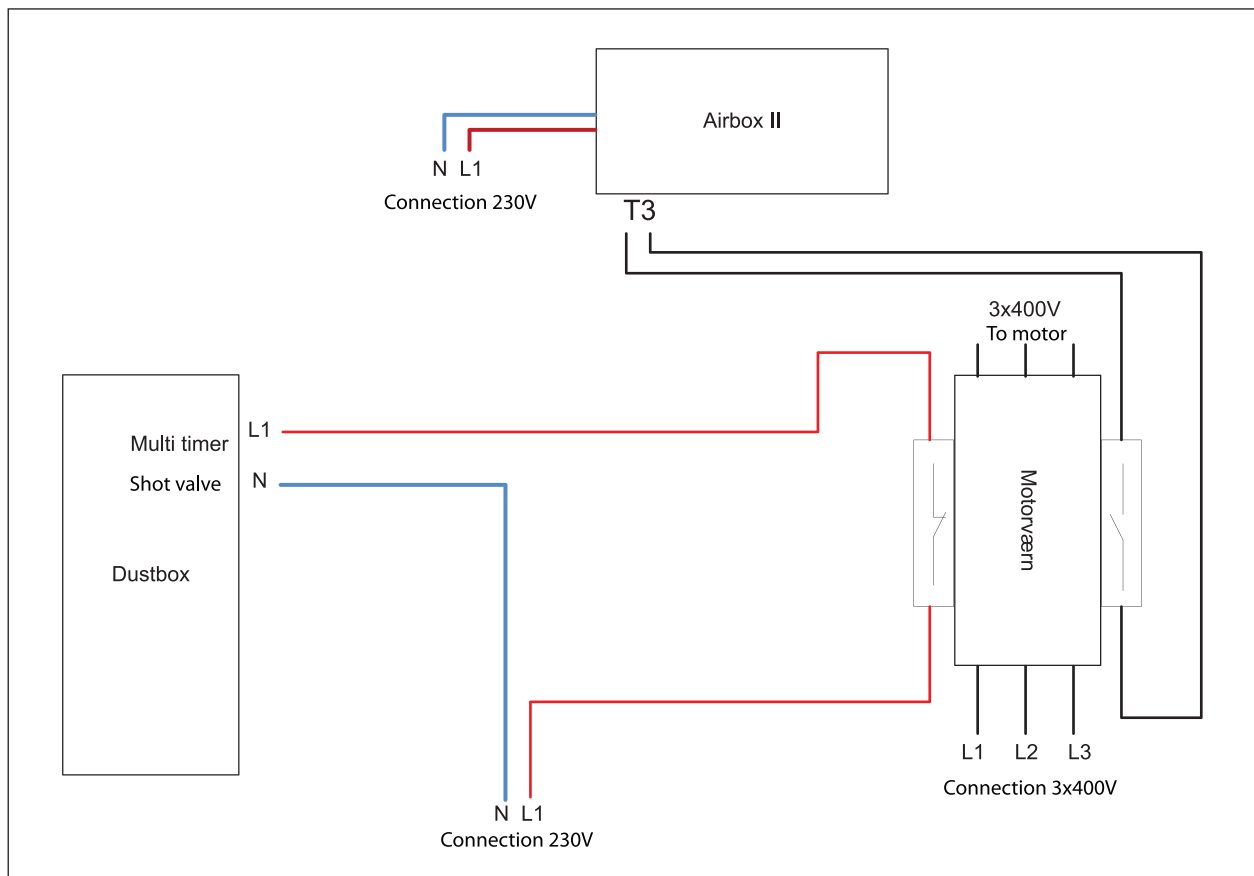 Airbox II
N L1
Connection 230V
T3
3x400V
To motor
Multi timer
L1
Shot valve
N
Dustbox
Motorværn
L1 L2 L3
Connection 3x400V
N L1
Connection 230V